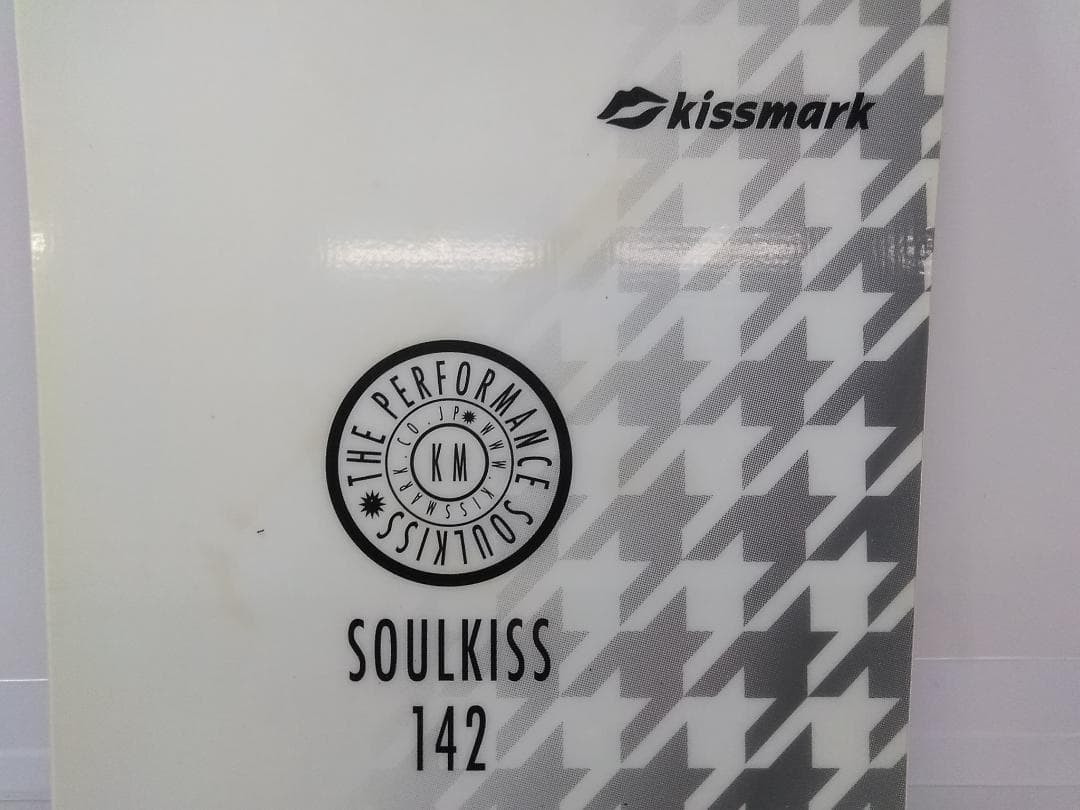 kissmark
THE PERFORMANCE SOULKISS
WWW.KISSMARK.CO.JP
KM
SOULKISS
142